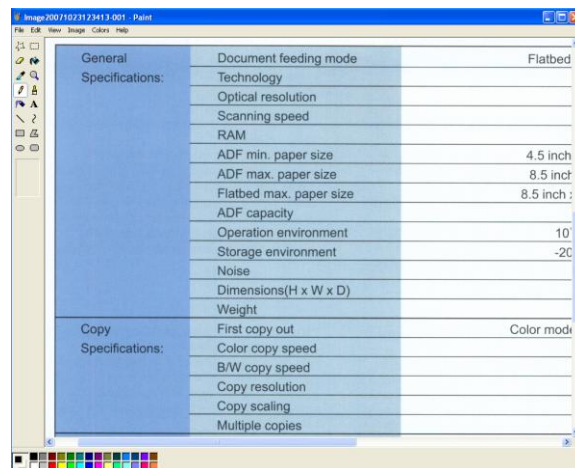 Image20071023123413-001 - Paint
File Edit View Image Colors Help
General Document feeding mode Flatbed
Specifications: Technology
Optical resolution
Scanning speed
RAM
ADF min. paper size 4.5 inch
ADF max. paper size 8.5 inch
Flatbed max. paper size 8.5 inch
ADF capacity
Operation environment 10
Storage environment -20
Noise
Dimensions(H x W x D)
Weight
Copy First copy out Color mode
Specifications: Color copy speed
B/W copy speed
Copy resolution
Copy scaling
Multiple copies